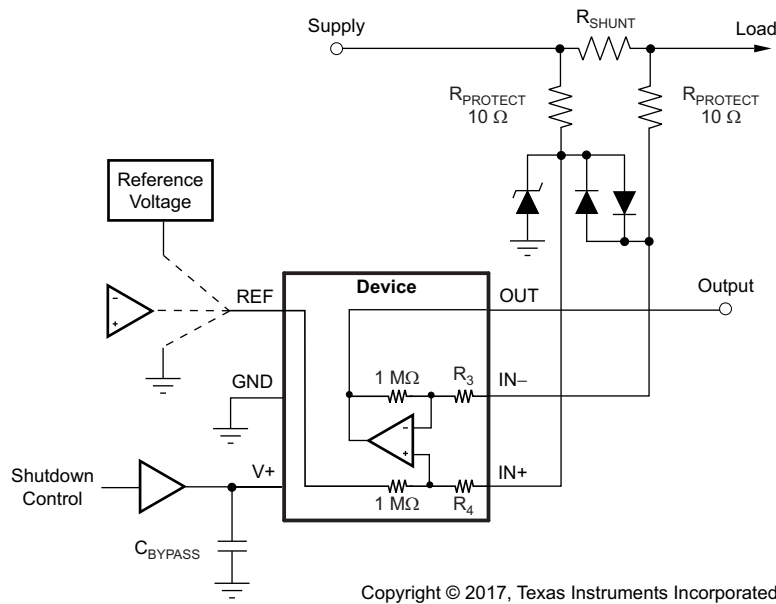 Supply
RSHUNT
Load
RPROTECT
10 Ω
RPROTECT
10 Ω
Reference
Voltage
Device
REF
OUT
Output
-
+
GND
1 MΩ
R3
IN−
-
+
Shutdown
Control
V+
IN+
1 MΩ
R4
CBYPASS
Copyright © 2017, Texas Instruments Incorporated